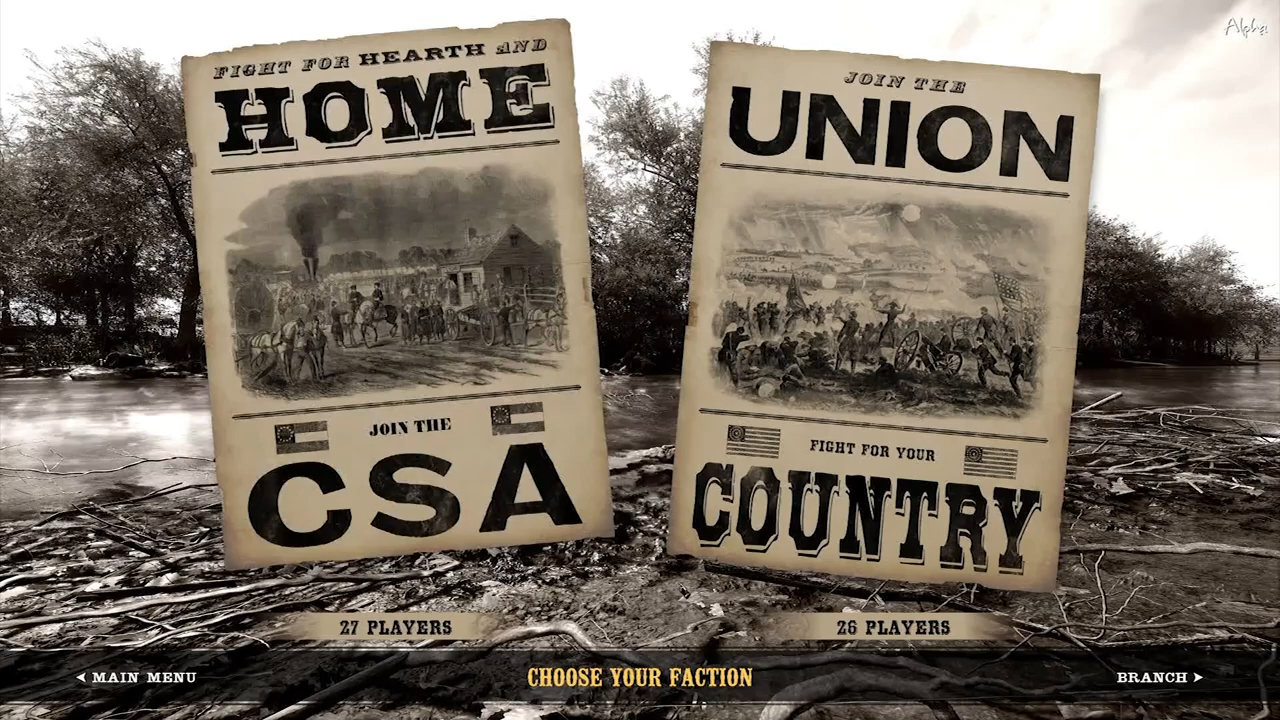 Alpha
FIGHT FOR HEARTH AND
HOME
JOIN THE
CSA
JOIN THE
UNION
FIGHT FOR YOUR
COUNTRY
27 PLAYERS
26 PLAYERS
MAIN MENU
CHOOSE YOUR FACTION
BRANCH